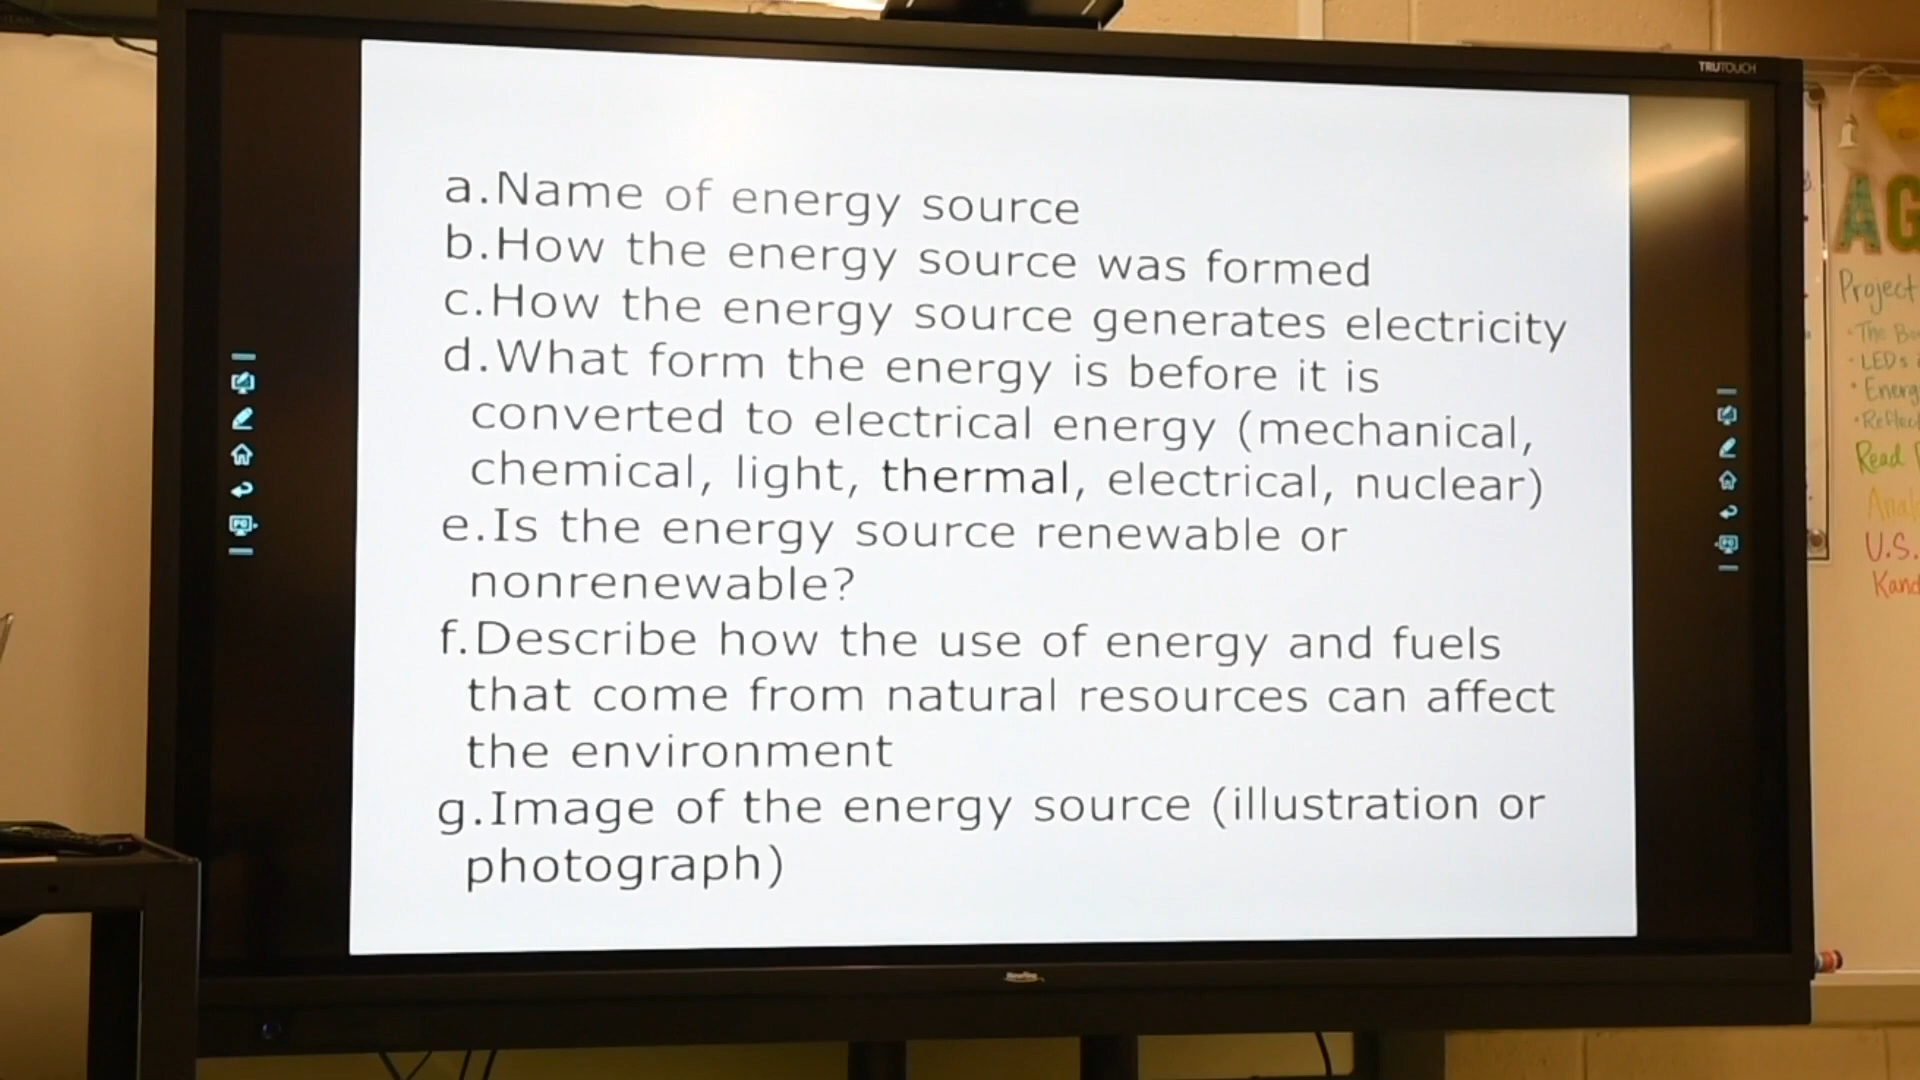 TRUTOUCH
a.Name of energy source
b.How the energy source was formed
c.How the energy source generates electricity
d.What form the energy is before it is
converted to electrical energy (mechanical,
chemical, light, thermal, electrical, nuclear)
e.Is the energy source renewable or
nonrenewable?
f.Describe how the use of energy and fuels
that come from natural resources can affect
the environment
g.Image of the energy source (illustration or
photograph)
AG
Project
• The
• LEDs
• Energ
• Reflec
Read
U.S.